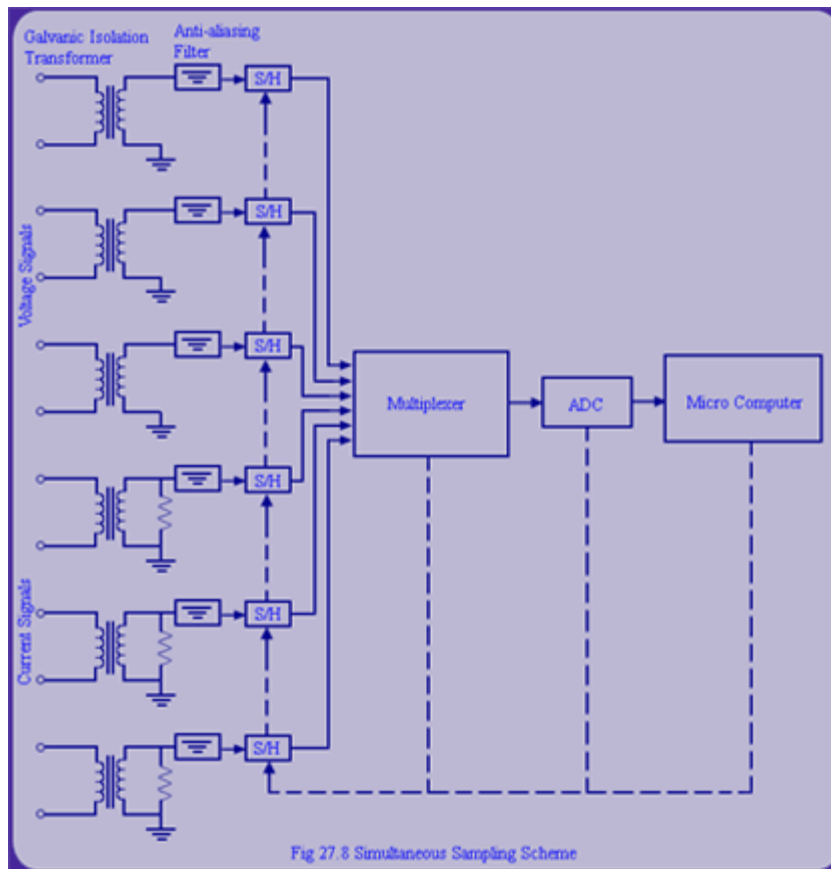 Galvanic Isolation
Transformer
Anti-aliasing
Filter
S/H
S/H
Voltage Signals
S/H
Multiplexer
ADC
Micro Computer
S/H
Current Signals
S/H
S/H
Fig 27.8 Simultaneous Sampling Scheme